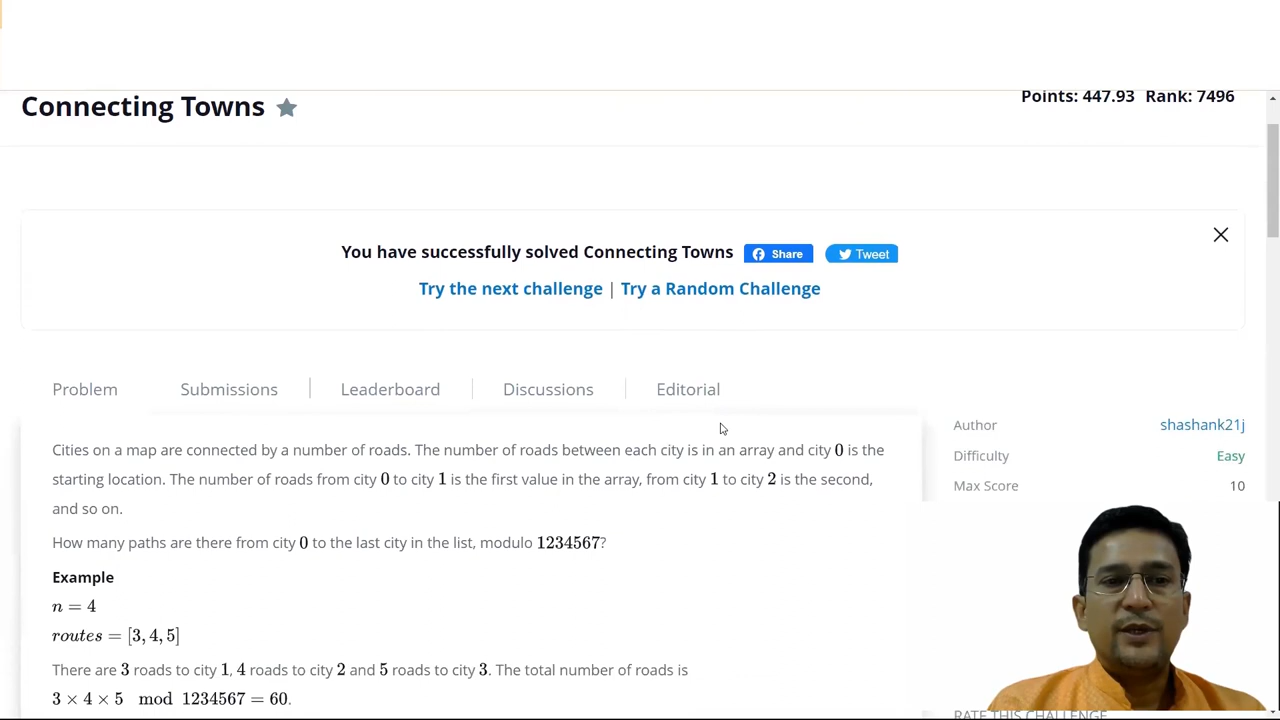 Connecting Towns
Points: 447.93 Rank: 7496
You have successfully solved Connecting Towns Share Tweet
Try the next challenge | Try a Random Challenge
Problem Submissions Leaderboard Discussions Editorial
Cities on a map are connected by a number of roads. The number of roads between each city is in an array and city 0 is the
starting location. The number of roads from city 0 to city 1 is the first value in the array, from city 1 to city 2 is the second,
and so on.
How many paths are there from city 0 to the last city in the list, modulo 1234567?
Example
n = 4
routes = [3, 4, 5]
There are 3 roads to city 1, 4 roads to city 2 and 5 roads to city 3. The total number of roads is
3 × 4 × 5 mod 1234567 = 60.
Author shashank21j
Difficulty Easy
Max Score 10
RATE THIS CHALLENGE